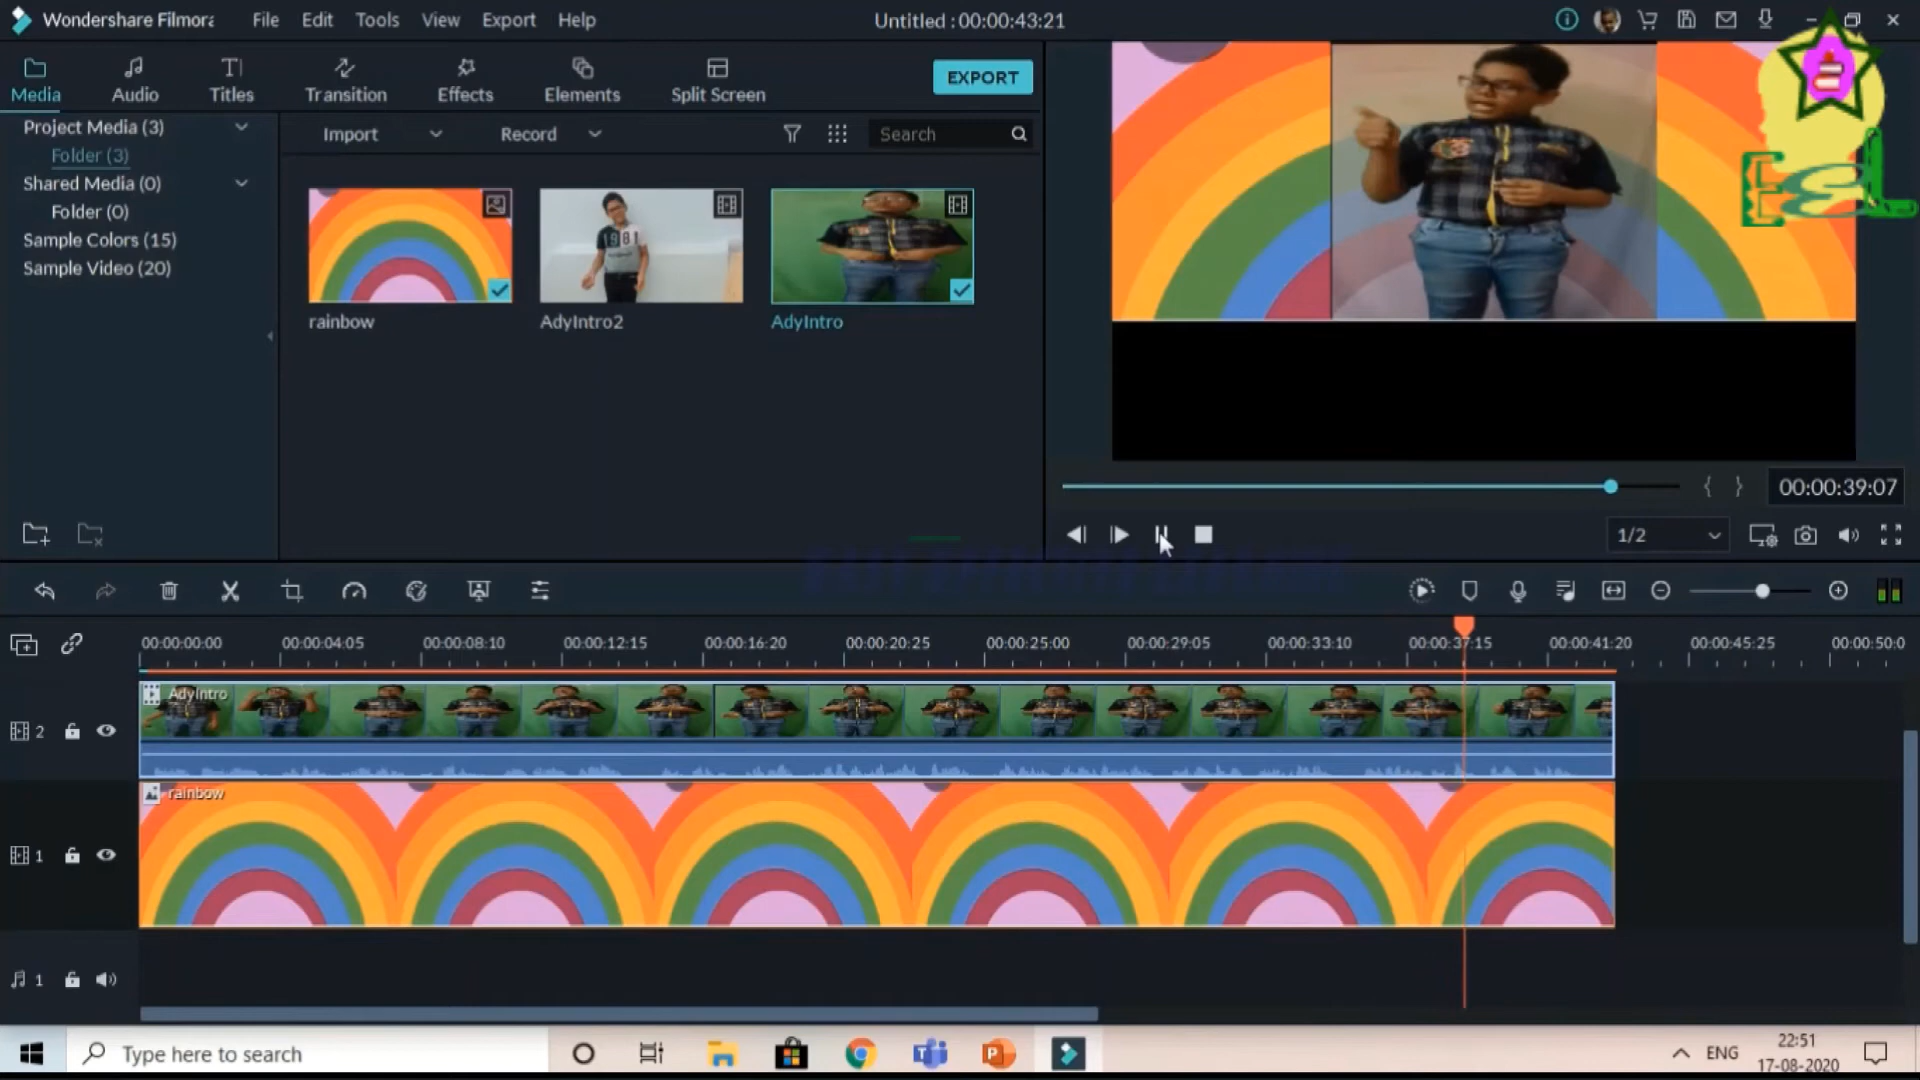 Wondershare Filmora File Edit Tools View Export Help Untitled : 00:00:43:21
Media Audio Titles Transition Effects Elements Split Screen EXPORT
Project Media (3) Import Record Search
Folder (3)
Shared Media (0)
Folder (0)
Sample Colors (15)
Sample Video (20)
1981
rainbow AdyIntro2 AdyIntro
EeL
00:00:39:07
1/2
00:00:00:00 00:00:04:05 00:00:08:10 00:00:12:15 00:00:16:20 00:00:20:25 00:00:25:00 00:00:29:05 00:00:33:10 00:00:37:15 00:00:41:20 00:00:45:25 00:00:50:0
AdyIntro
2
rainbow
1
1
Type here to search
ENG 22:51
17-08-2020